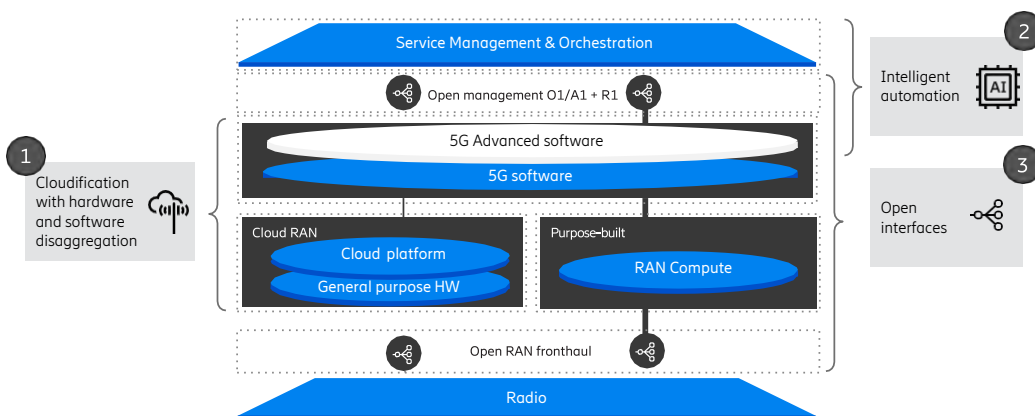 Service Management & Orchestration
2
Intelligent
automation
AI
Open management O1/A1 + R1
5G Advanced software
5G software
1
Cloudification
with hardware
and software
disaggregation
3
Open
interfaces
Cloud RAN
Cloud platform
General purpose HW
Purpose-built
RAN Compute
Open RAN fronthaul
Radio